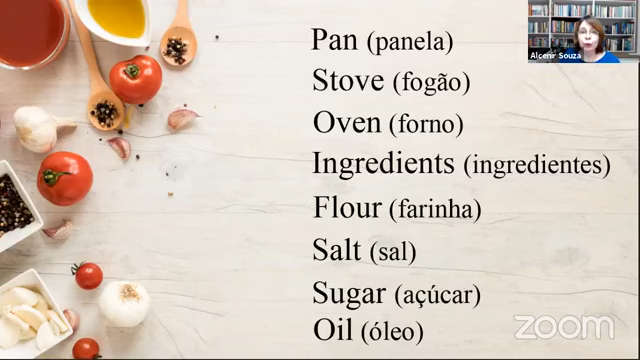 Pan (panela)
Alcenir Souza
Stove (fogão)
Oven (forno)
Ingredients (ingredientes)
Flour (farinha)
Salt (sal)
Sugar (açúcar)
Oil (óleo)
zoom